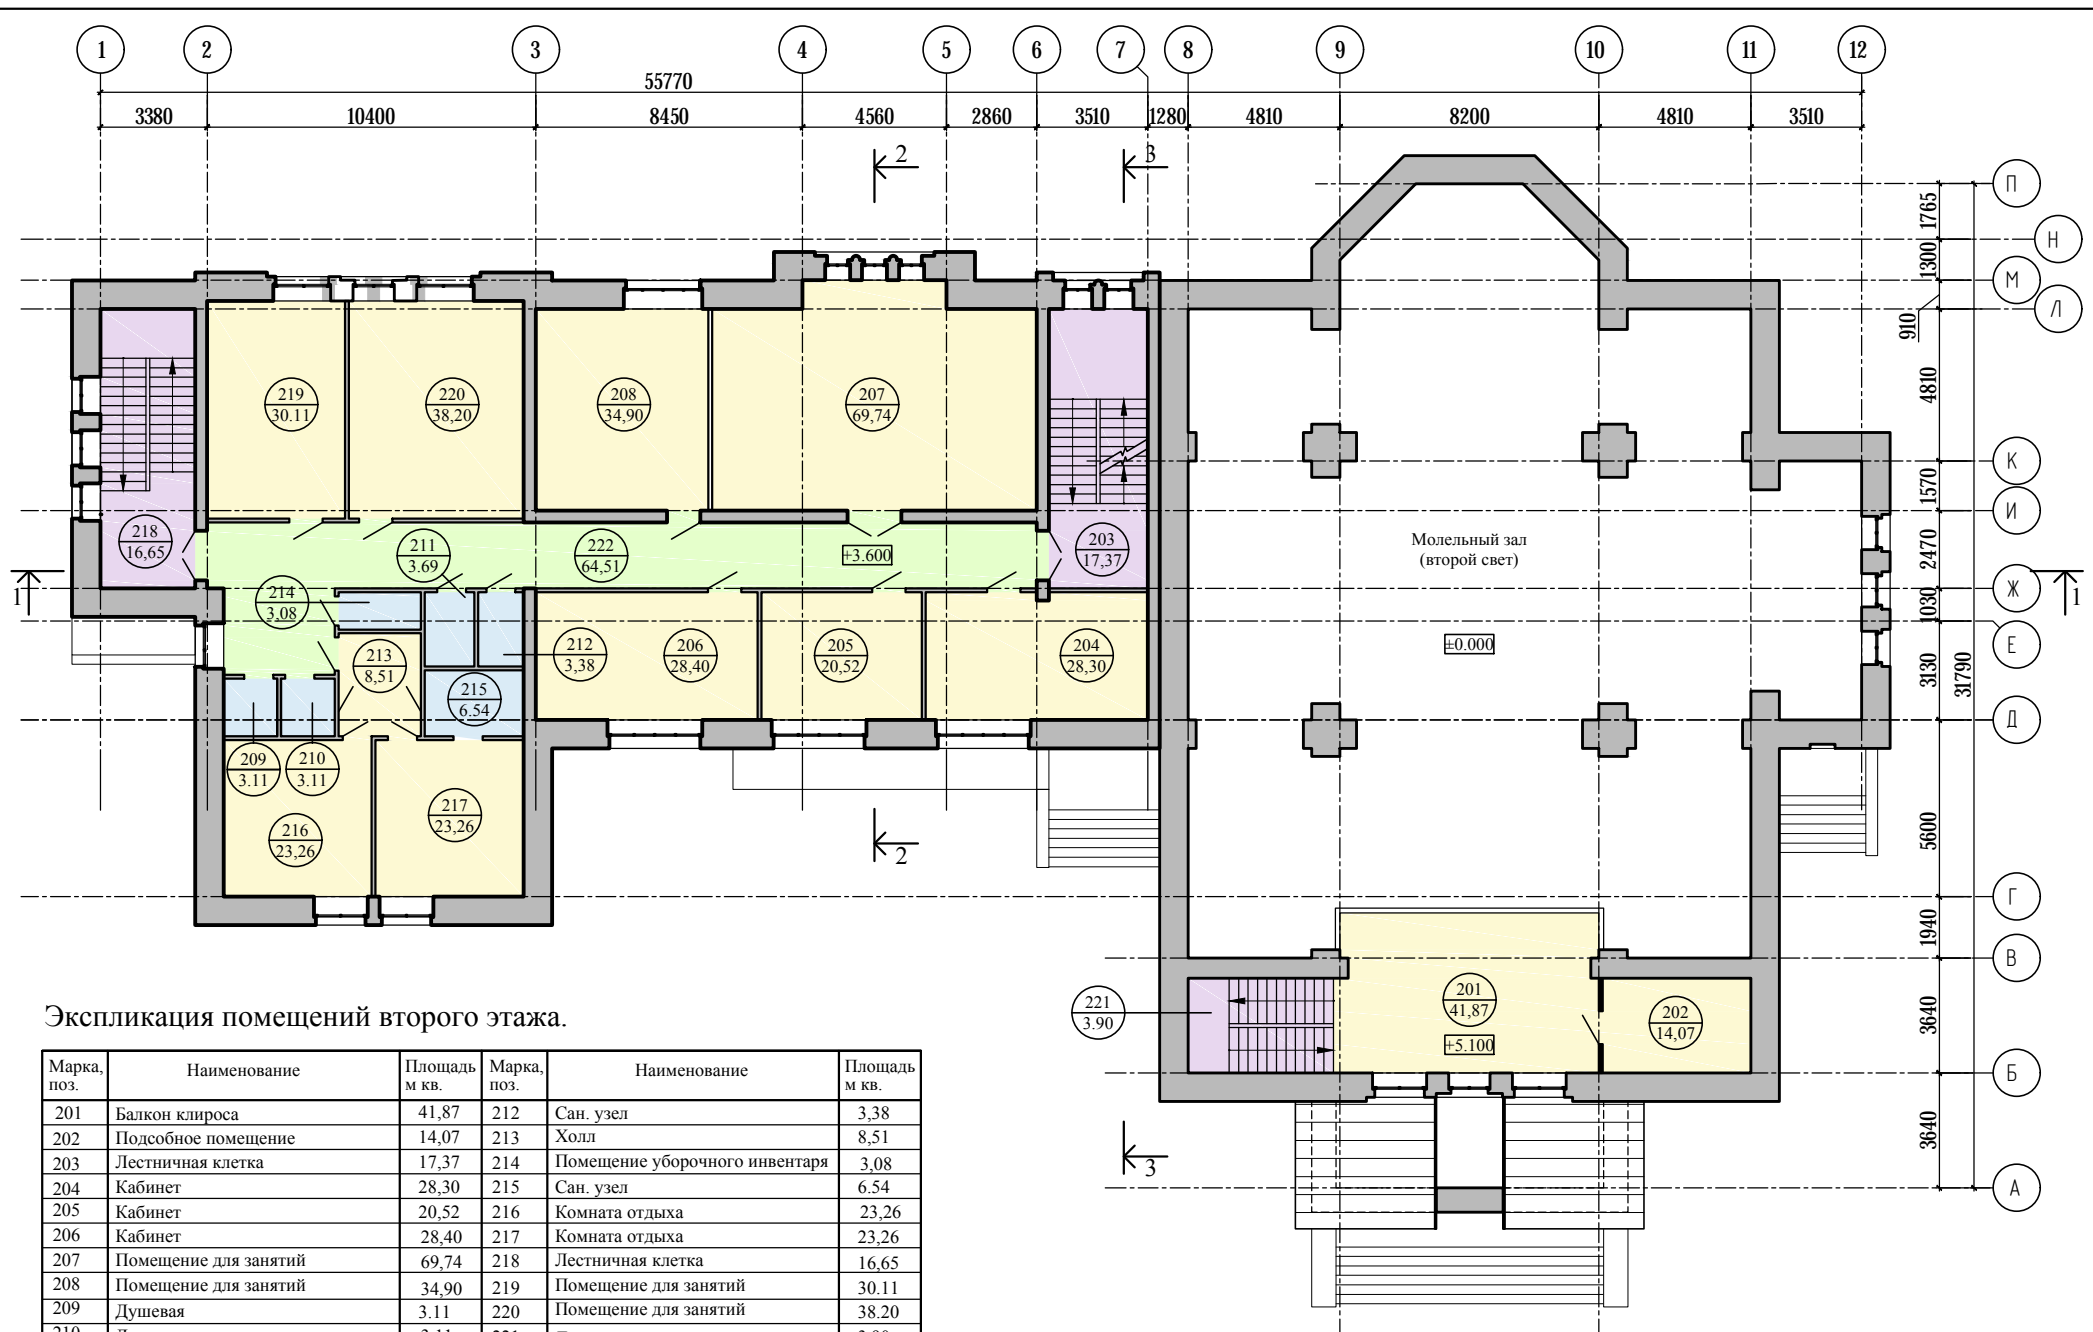 1 2 3 4 5 6 7 8 9 10 11 12
55770
3380 10400 8450 4560 2860 3510 1280 4810 8200 4810 3510
2 3
П
Н
М
Л
К
И
Ж
Е
Д
Г
В
Б
А
1765
1300
910
4810
1570
2470
1030
3130
31790
5600
1940
3640
3640
219
30.11
220
38,20
208
34,90
207
69,74
218
16,65
211
3.69
222
64,51
+3.600
203
17,37
Молельный зал
(второй свет)
±0.000
1 1
214
3,08
213
8,51
212
3,38
206
28,40
205
20,52
204
28,30
215
6.54
209
3.11
210
3.11
217
23,26
216
23,26
2
221
3.90
201
41,87
+5.100
202
14,07
3
Экспликация помещений второго этажа.
Марка, поз. Наименование Площадь м кв. Марка, поз. Наименование Площадь м кв.
201 Балкон клироса 41,87 212 Сан. узел 3,38
202 Подсобное помещение 14,07 213 Холл 8,51
203 Лестничная клетка 17,37 214 Помещение уборочного инвентаря 3,08
204 Кабинет 28,30 215 Сан. узел 6.54
205 Кабинет 20,52 216 Комната отдыха 23,26
206 Кабинет 28,40 217 Комната отдыха 23,26
207 Помещение для занятий 69,74 218 Лестничная клетка 16,65
208 Помещение для занятий 34,90 219 Помещение для занятий 30.11
209 Душевая 3.11 220 Помещение для занятий 38.20